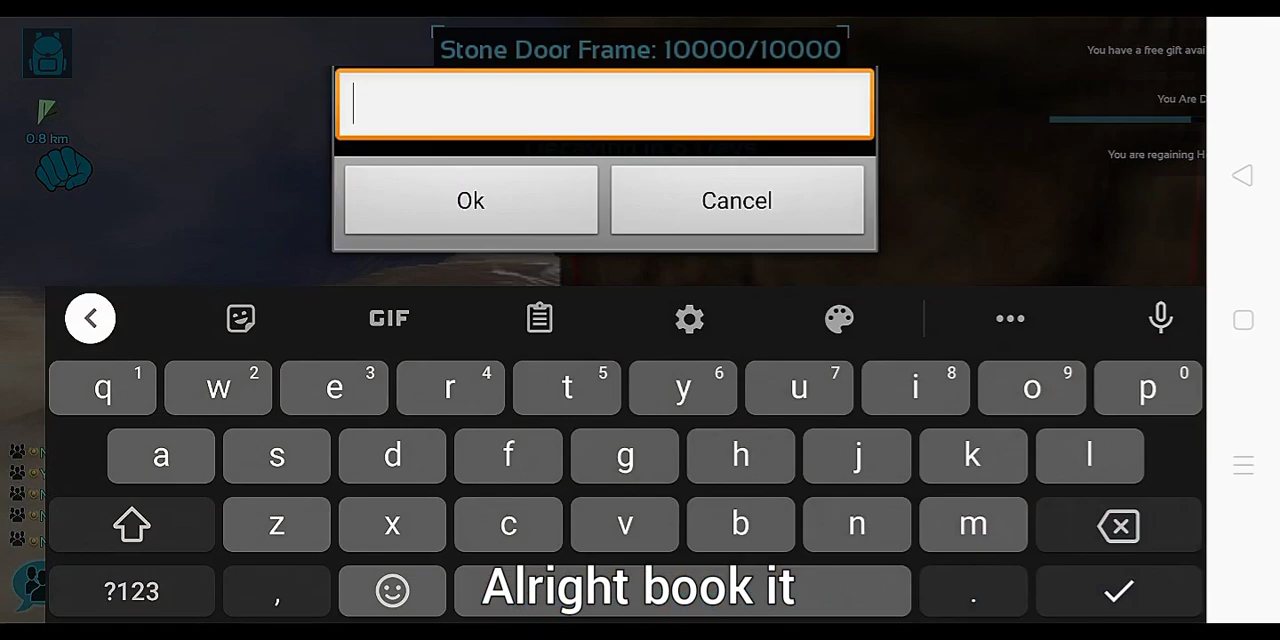 Stone Door Frame: 10000/10000
You have a free gift avai
You Are D
0.8 km
You are regaining H
Ok
Cancel
GIF
q 1 w 2 e 3 r 4 t 5 y 6 u 7 i 8 o 9 p 0
a s d f g h j k l
z x c v b n m
?123 , .
Alright book it